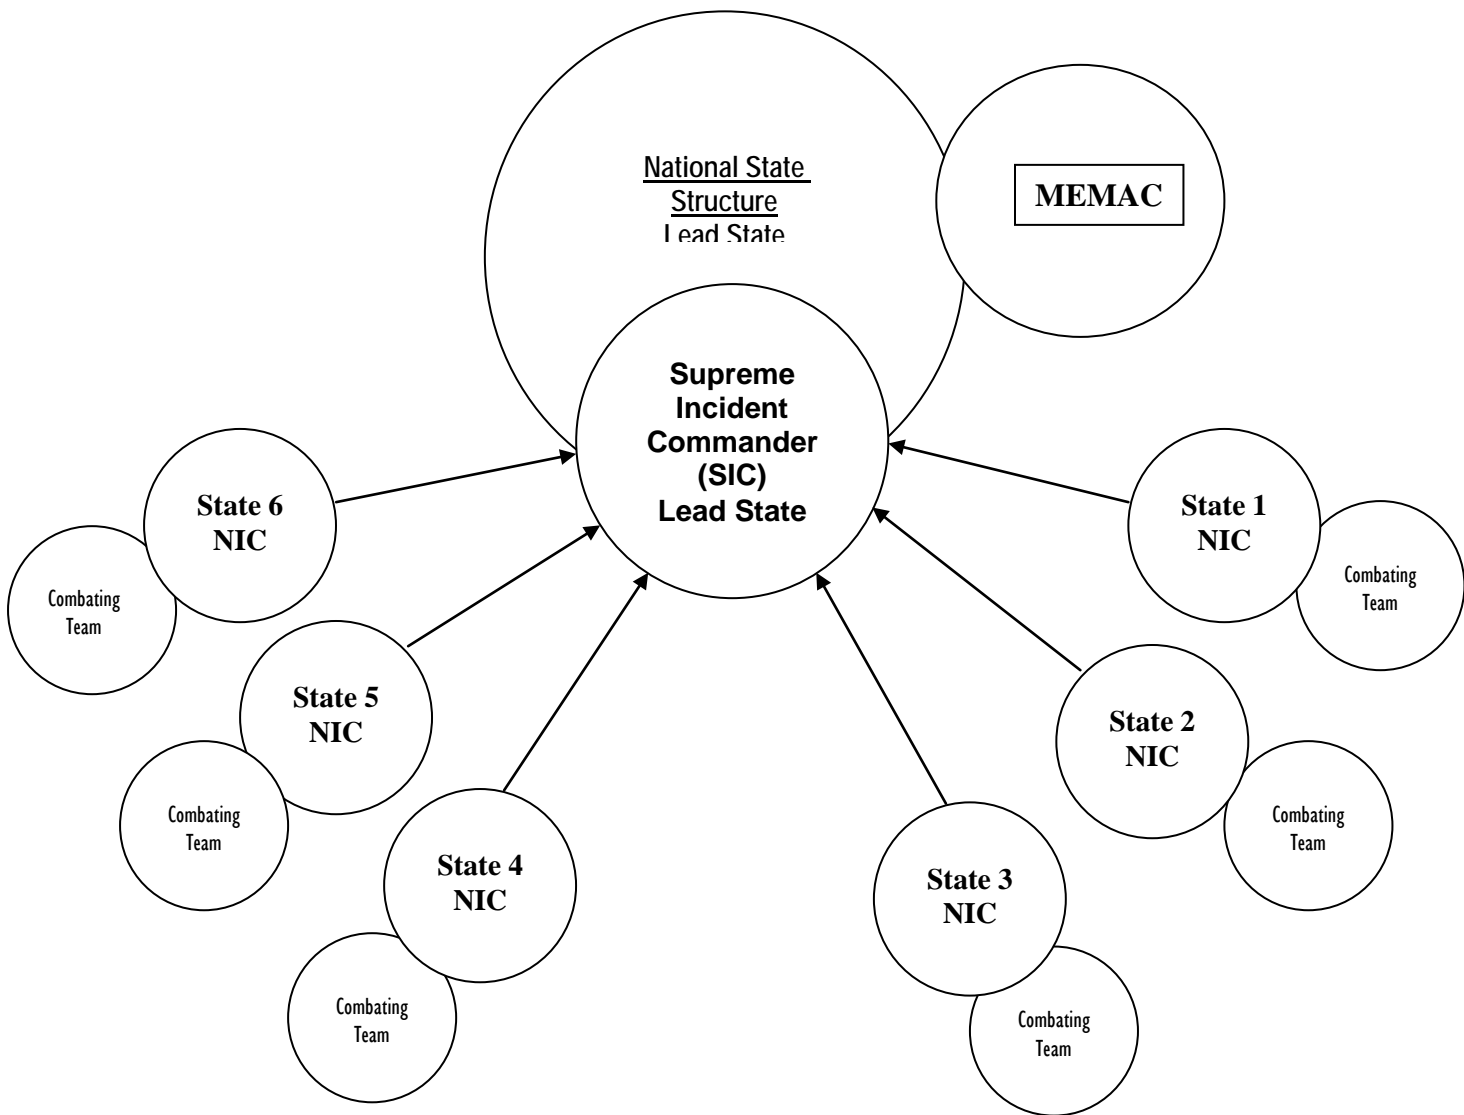 National State
Structure
Lead State
MEMAC
Supreme
Incident
Commander
(SIC)
Lead State
State 6
NIC
Combating
Team
State 5
NIC
Combating
Team
State 4
NIC
Combating
Team
State 1
NIC
Combating
Team
State 2
NIC
Combating
Team
State 3
NIC
Combating
Team